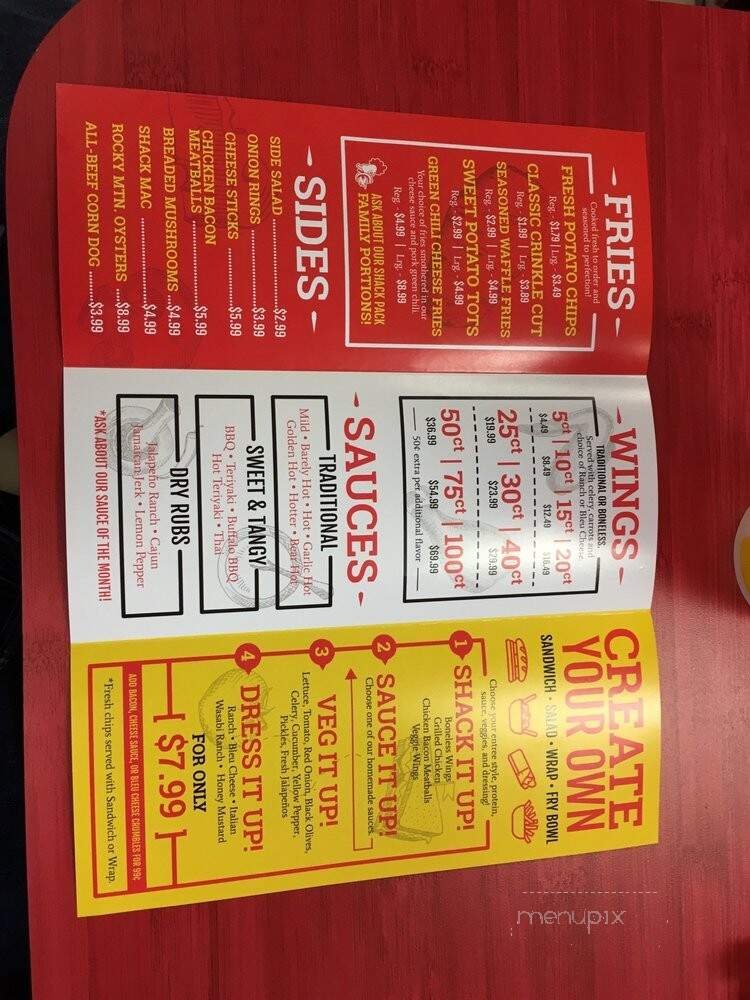 FRIES
Cooked fresh to order and
seasoned to perfection!
FRESH POTATO CHIPS
Reg - $1.79 | Lrg. - $3.49
CLASSIC CRINKLE CUT
Reg - $1.99 | Lrg. - $3.89
SEASONED WAFFLE FRIES
Reg - $2.99 | Lrg. - $4.99
SWEET POTATO TOTS
Reg - $2.99 | Lrg. - $4.99
GREEN CHILI CHEESE FRIES
Your choice of fries smothered in our
cheese sauce and pork green chili.
Reg - $4.99 | Lrg. - $8.99
ASK ABOUT OUR SHACK PACK
FAMILY PORTIONS!
SIDES
SIDE SALAD ..................$2.99
ONION RINGS ..................$3.99
CHEESE STICKS ..................$5.99
CHICKEN BACON
MEATBALLS ..................$5.99
BREADED MUSHROOMS ....$4.99
SHACK MAC ..................$4.99
ROCKY MTN. OYSTERS .....$8.99
ALL-BEEF CORN DOG .......$3.99
WINGS
TRADITIONAL OR BONELESS.
Served with celery, carrots and
choice of Ranch or Bleu Cheese.
5ct | 10ct | 15ct | 20ct
$4.49 $8.49 $12.49 $16.49
25ct | 30ct | 40ct
$19.99 $23.99 $29.99
50ct | 75ct | 100ct
$36.99 $54.99 $69.99
50¢ extra per additional flavor
SAUCES
TRADITIONAL
Mild • Barely Hot • Hot • Garlic Hot
Golden Hot • Hotter • Bear Hot
SWEET & TANGY
BBQ • Teriyaki • Buffalo BBQ
Hot Teriyaki • Thai
DRY RUBS
Jalapeño Ranch • Cajun
Jamaican Jerk • Lemon Pepper
*ASK ABOUT OUR SAUCE OF THE MONTH!
CREATE
YOUR OWN
SANDWICH • SALAD • WRAP • FRY BOWL
Choose your entree style, protein,
sauce, veggies, and dressing!
1 SHACK IT UP!
Boneless Wings
Grilled Chicken
Chicken Bacon Meatballs
Veggie Wings
2 SAUCE IT UP!
Choose one of our homemade sauces.
3 VEG IT UP!
Lettuce, Tomato, Red Onion, Black Olives,
Celery, Cucumber, Yellow Pepper,
Pickles, Fresh Jalapeños
4 DRESS IT UP!
Ranch • Bleu Cheese • Italian
Wasabi Ranch • Honey Mustard
FOR ONLY
$7.99
ADD BACON, CHEESE SAUCE, OR BLEU CHEESE CRUMBLES FOR 99¢
*Fresh chips served with Sandwich or Wrap.
menupix